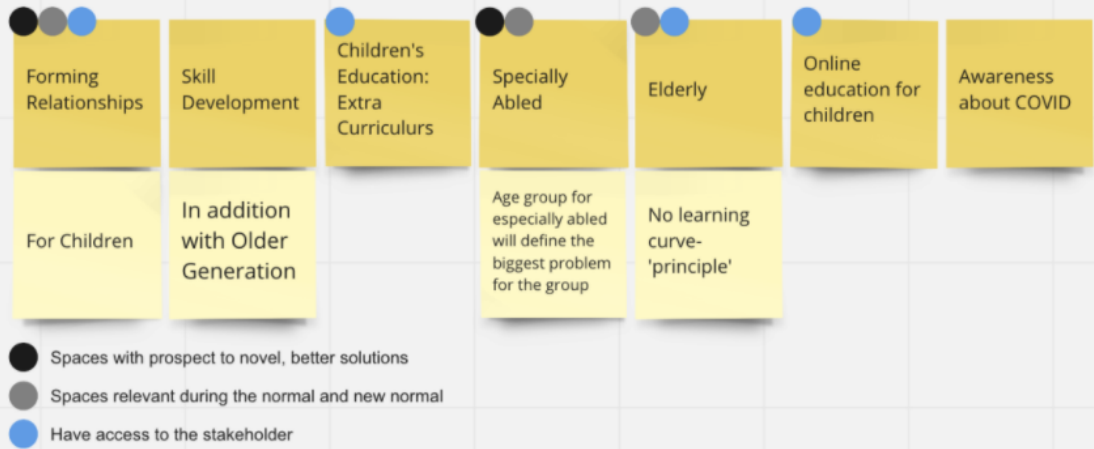 Forming
Relationships
Skill
Development
Children's
Education:
Extra
Curriculurs
Specially
Abled
Elderly
Online
education for
children
Awareness
about COVID
For Children
In addition
with Older
Generation
Age group for
especially abled
will define the
biggest problem
for the group
No learning
curve-
'principle'
Spaces with prospect to novel, better solutions
Spaces relevant during the normal and new normal
Have access to the stakeholder